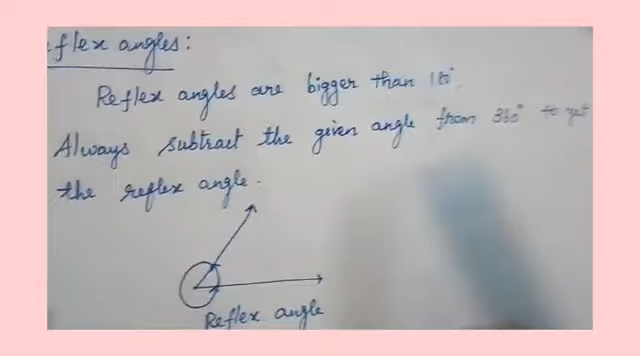 flex angles:
Reflex angles are bigger than 180°.
Always subtract the given angle from 360° to get
the reflex angle.
Reflex angle